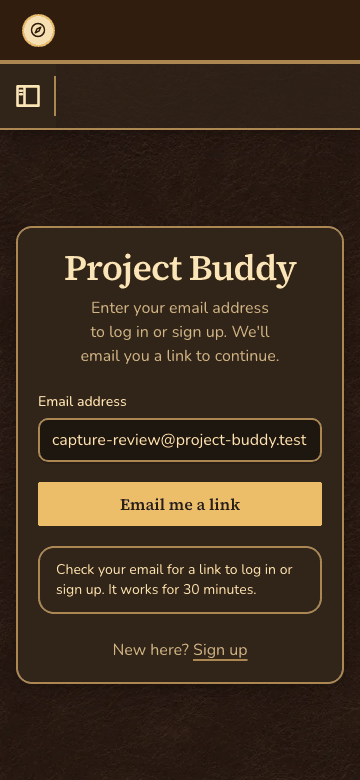 Project Buddy
Enter your email address
to log in or sign up. We'll
email you a link to continue.
Email address
capture-review@project-buddy.test
Email me a link
Check your email for a link to log in or
sign up. It works for 30 minutes.
New here? Sign up